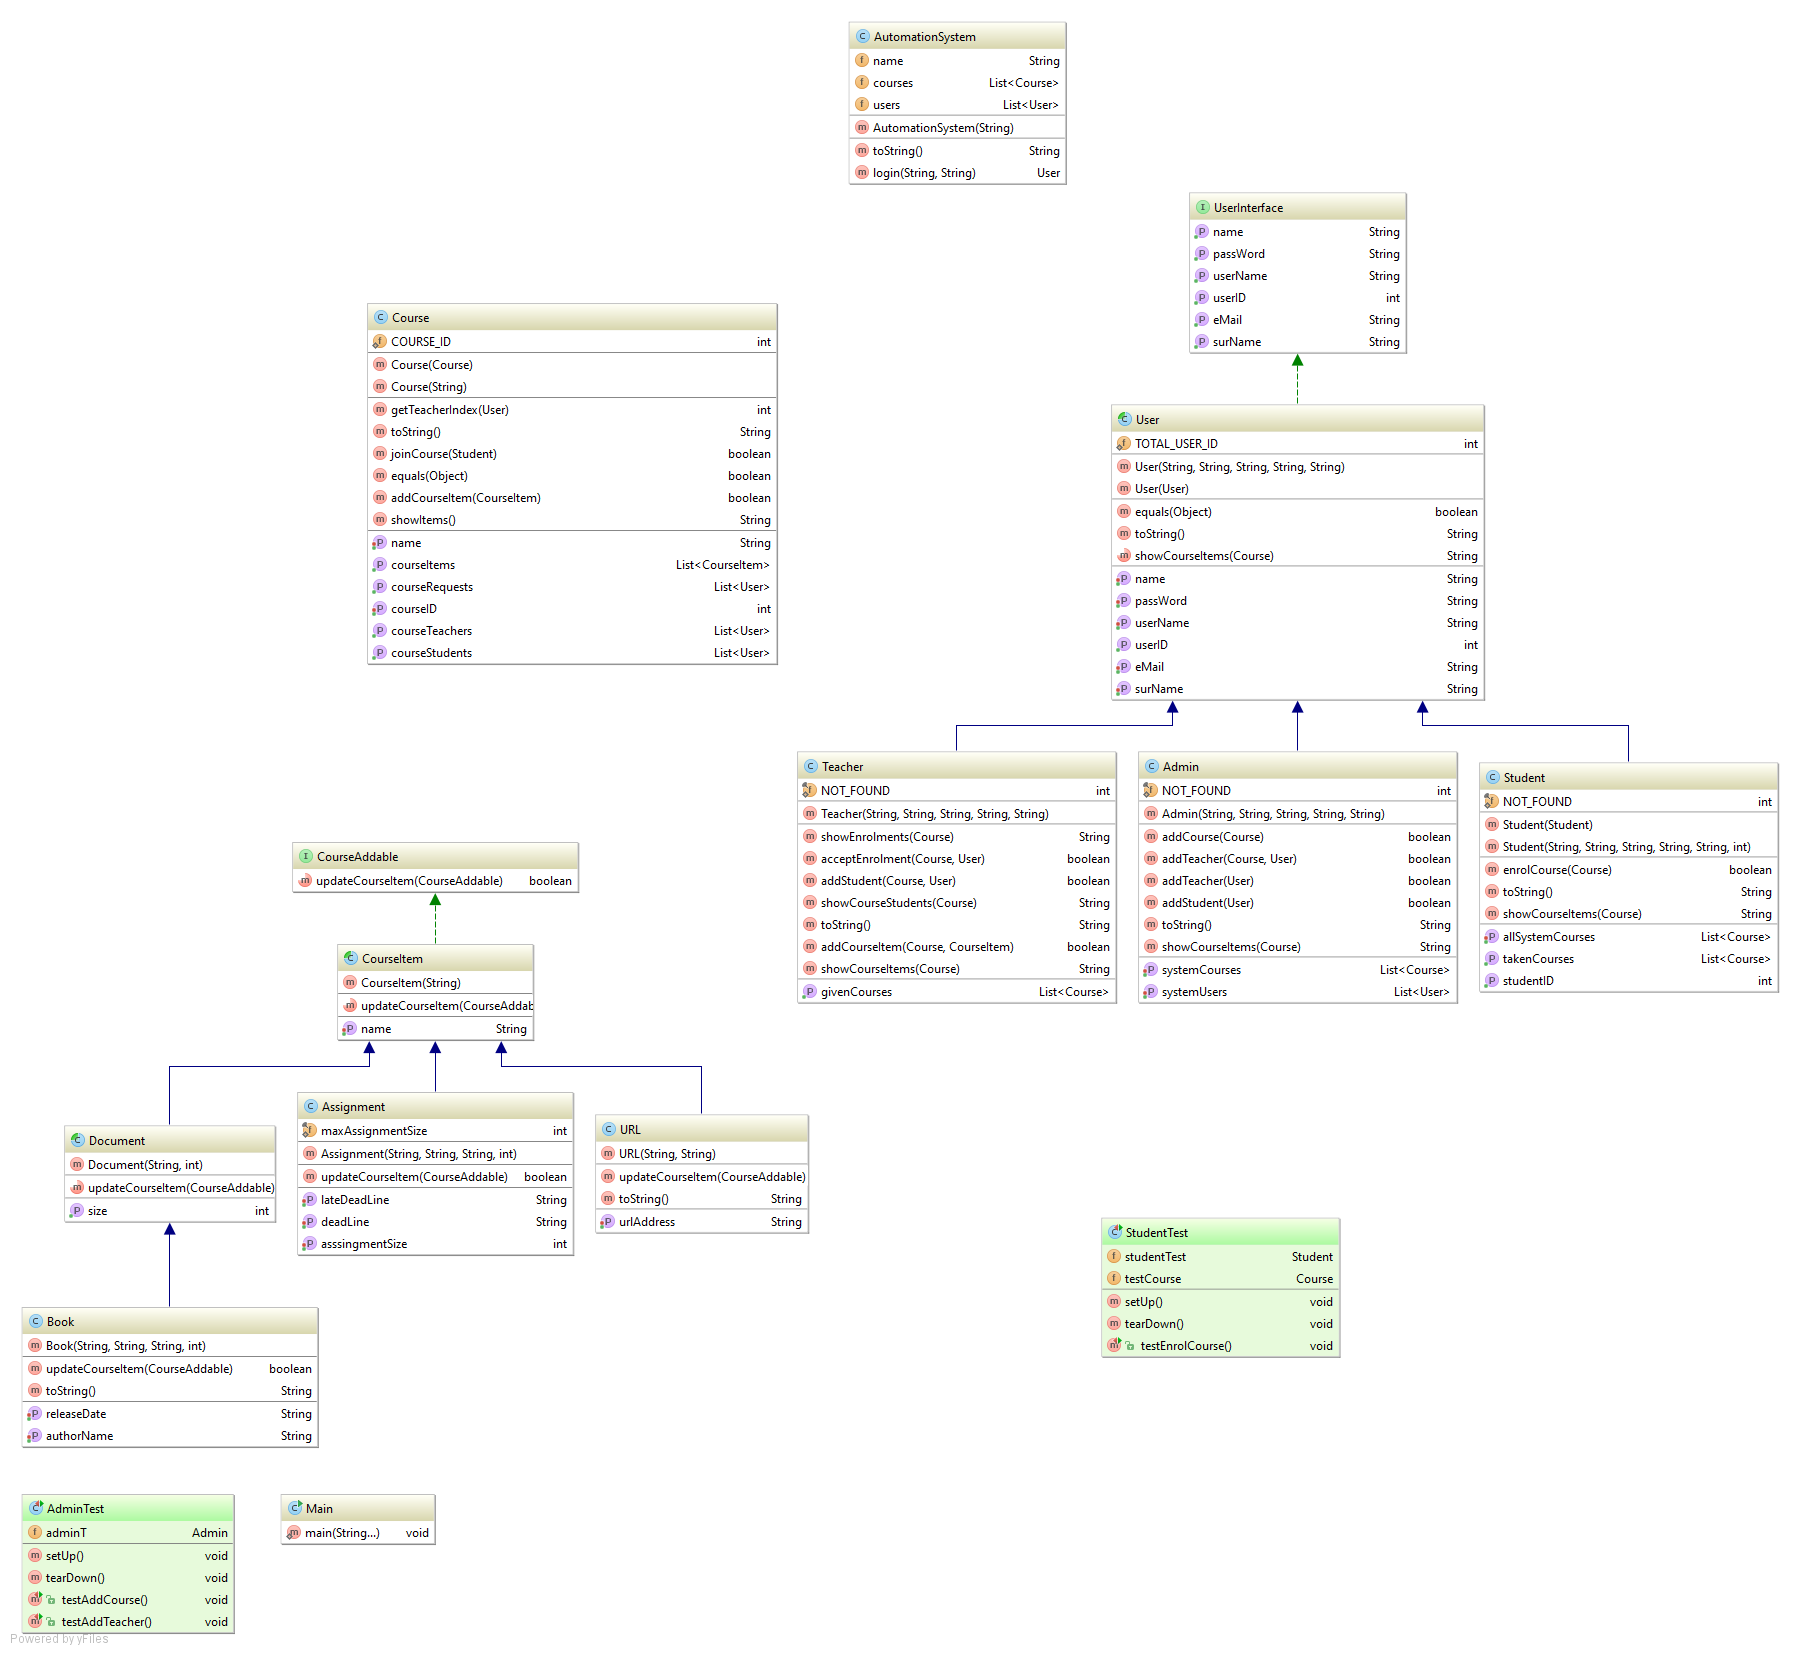 AutomationSystem
name String
courses List<Course>
users List<User>
AutomationSystem(String)
toString() String
login(String, String) User
UserInterface
name String
passWord String
userName String
userID int
eMail String
surName String
Course
COURSE_ID int
Course(Course)
Course(String)
getTeacherIndex(User) int
toString() String
joinCourse(Student) boolean
equals(Object) boolean
addCourseItem(CourseItem) boolean
showItems() String
name String
courseItems List<CourseItem>
courseRequests List<User>
courseID int
courseTeachers List<User>
courseStudents List<User>
User
TOTAL_USER_ID int
User(String, String, String, String, String)
User(User)
equals(Object) boolean
toString() String
showCourseItems(Course) String
name String
passWord String
userName String
userID int
eMail String
surName String
Teacher
NOT_FOUND int
Teacher(String, String, String, String, String)
showEnrolments(Course) String
acceptEnrolment(Course, User) boolean
addStudent(Course, User) boolean
showCourseStudents(Course) String
toString() String
addCourseItem(Course, CourseItem) boolean
showCourseItems(Course) String
givenCourses List<Course>
Admin
NOT_FOUND int
Admin(String, String, String, String, String)
addCourse(Course) boolean
addTeacher(Course, User) boolean
addTeacher(User) boolean
addStudent(User) boolean
toString() String
showCourseItems(Course) String
systemCourses List<Course>
systemUsers List<User>
Student
NOT_FOUND int
Student(Student)
Student(String, String, String, String, String, int)
enrolCourse(Course) boolean
toString() String
showCourseItems(Course) String
allSystemCourses List<Course>
takenCourses List<Course>
studentID int
CourseAddable
updateCourseItem(CourseAddable) boolean
CourseItem
CourseItem(String)
updateCourseItem(CourseAddab
name String
Document
Document(String, int)
updateCourseItem(CourseAddable)
size int
Assignment
maxAssignmentSize int
Assignment(String, String, String, int)
updateCourseItem(CourseAddable) boolean
lateDeadLine String
deadLine String
asssingmentSize int
URL
URL(String, String)
updateCourseItem(CourseAddable)
toString() String
urlAddress String
StudentTest
studentTest Student
testCourse Course
setUp() void
tearDown() void
testEnrolCourse() void
Book
Book(String, String, String, int)
updateCourseItem(CourseAddable) boolean
toString() String
releaseDate String
authorName String
AdminTest
adminT Admin
setUp() void
tearDown() void
testAddCourse() void
testAddTeacher() void
Main
main(String...) void
Powered by yFiles